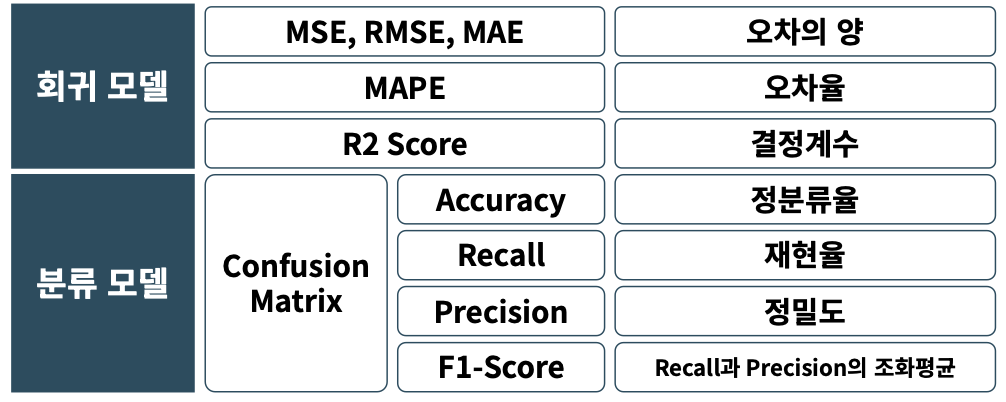 회귀 모델
MSE, RMSE, MAE
오차의 양
MAPE
오차율
R2 Score
결정계수
분류 모델
Confusion
Matrix
Accuracy
정분류율
Recall
재현율
Precision
정밀도
F1-Score
Recall과 Precision의 조화평균